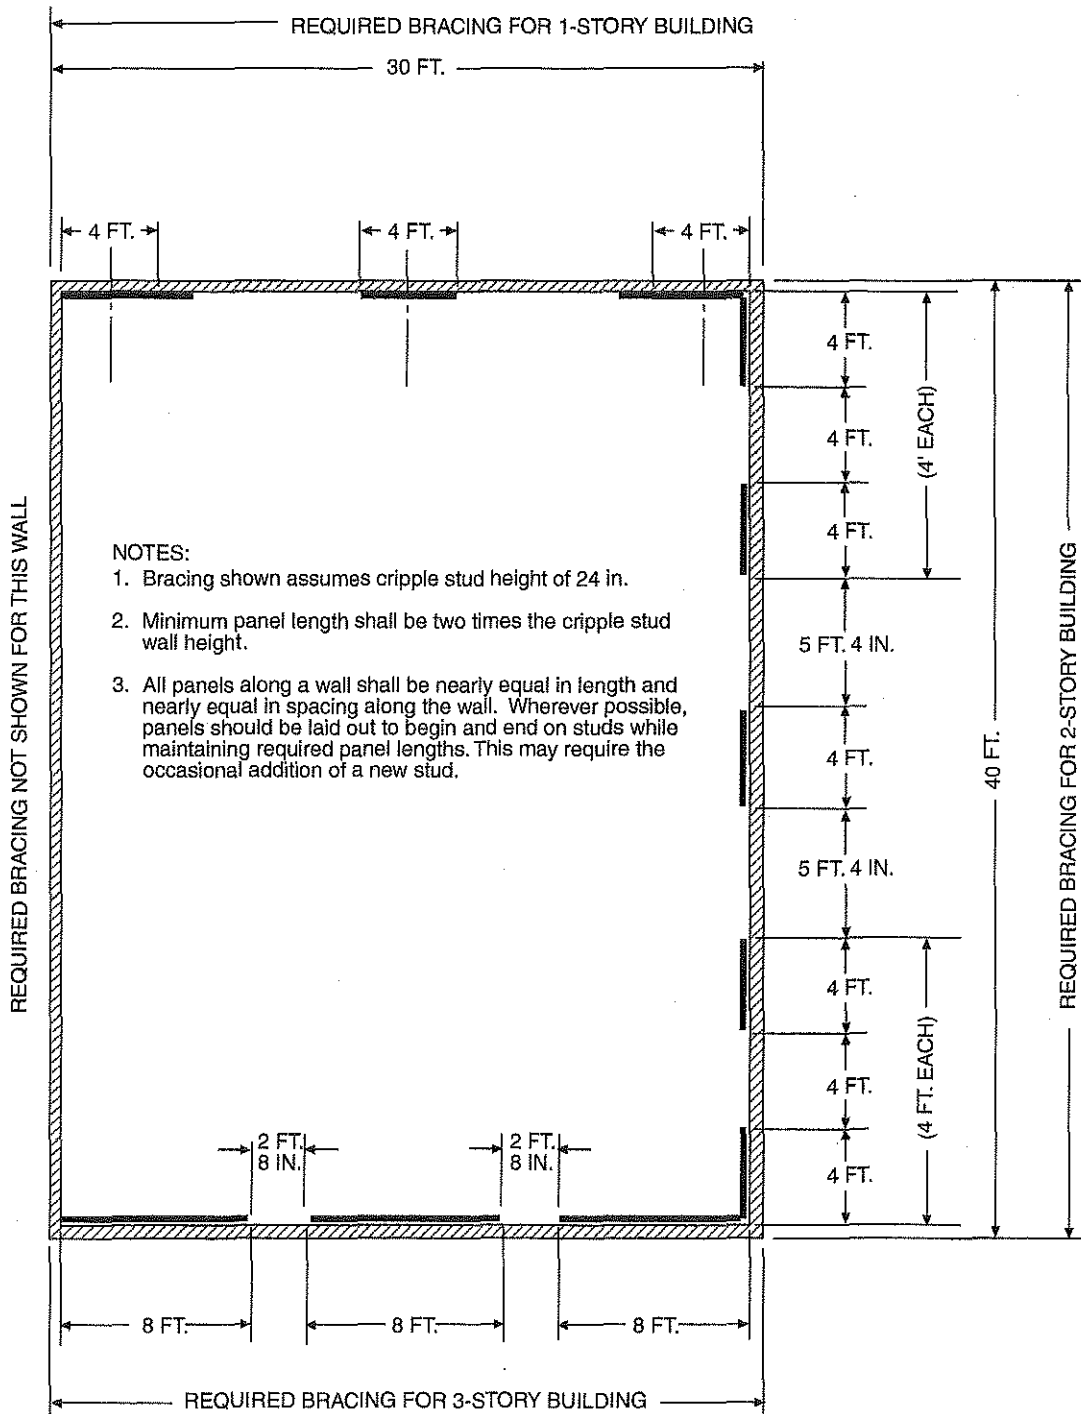 REQUIRED BRACING FOR 1-STORY BUILDING
30 FT.
4 FT.
4 FT.
4 FT.
4 FT.
4 FT.
4 FT.
(4' EACH)
5 FT. 4 IN.
4 FT.
5 FT. 4 IN.
4 FT.
4 FT.
4 FT.
(4 FT. EACH)
40 FT.
REQUIRED BRACING FOR 2-STORY BUILDING
REQUIRED BRACING NOT SHOWN FOR THIS WALL
NOTES:
1. Bracing shown assumes cripple stud height of 24 in.
2. Minimum panel length shall be two times the cripple stud
wall height.
3. All panels along a wall shall be nearly equal in length and
nearly equal in spacing along the wall. Wherever possible,
panels should be laid out to begin and end on studs while
maintaining required panel lengths. This may require the
occasional addition of a new stud.
2 FT.
8 IN.
2 FT.
8 IN.
8 FT.
8 FT.
8 FT.
REQUIRED BRACING FOR 3-STORY BUILDING